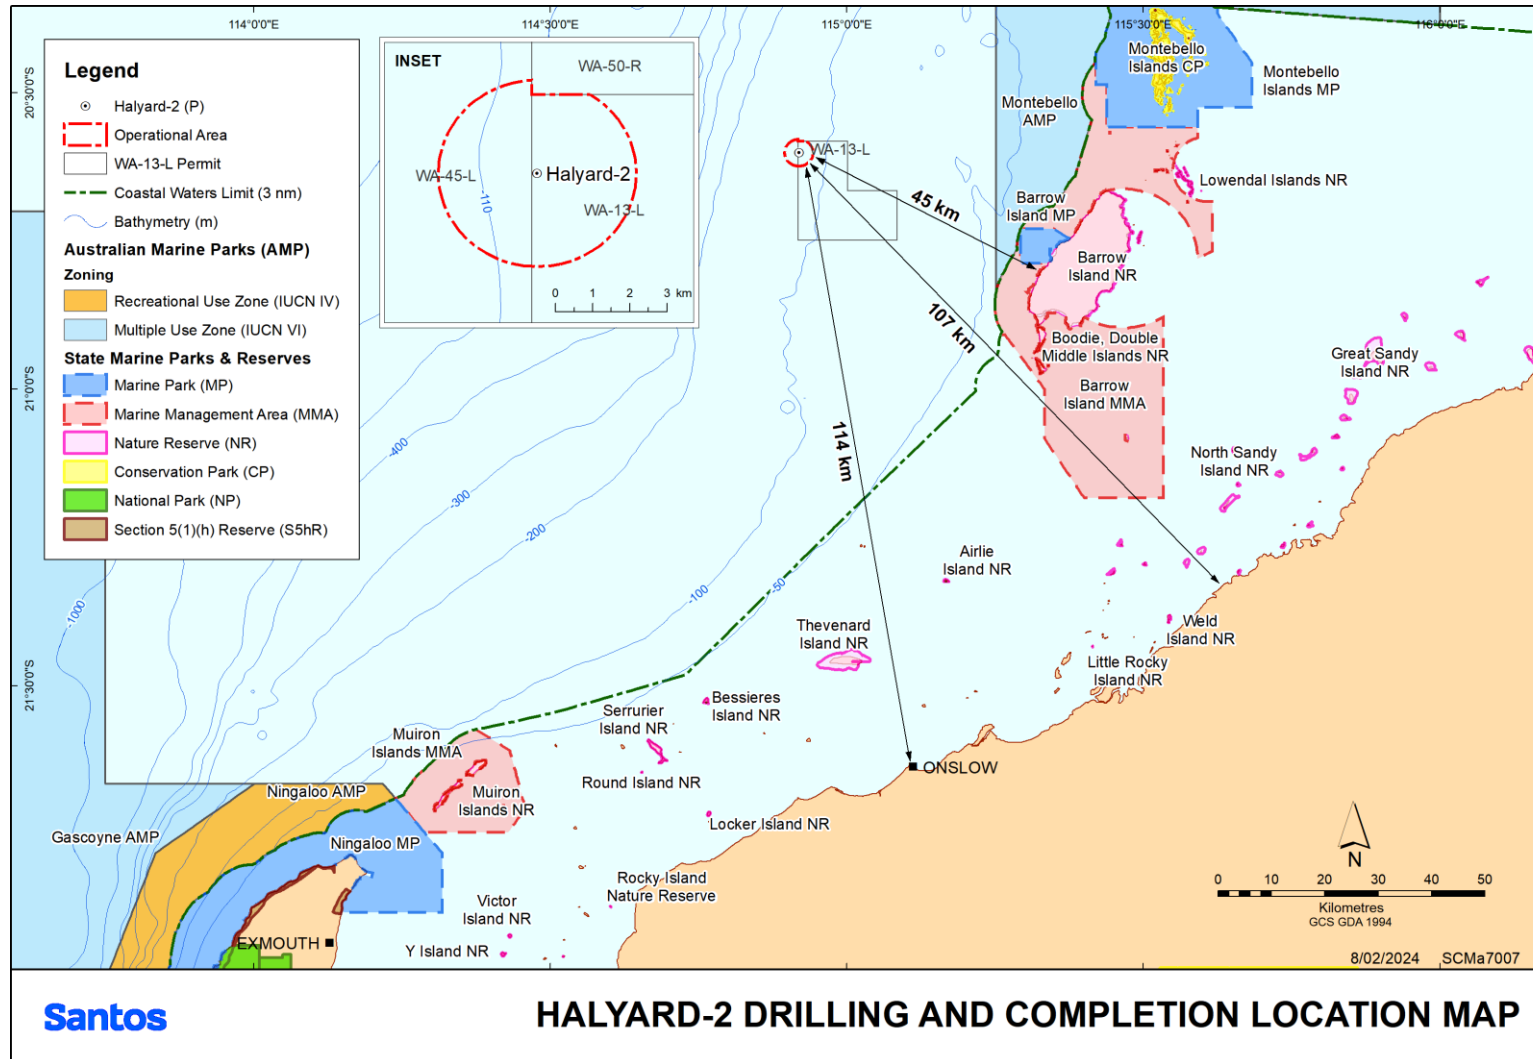 114°0'0"E
114°30'0"E
115°0'0"E
115°30'0"E
116°0'0"E
20°30'0"S
21°0'0"S
21°30'0"S
Legend
Halyard-2 (P)
Operational Area
WA-13-L Permit
Coastal Waters Limit (3 nm)
Bathymetry (m)
Australian Marine Parks (AMP)
Zoning
Recreational Use Zone (IUCN IV)
Multiple Use Zone (IUCN VI)
State Marine Parks & Reserves
Marine Park (MP)
Marine Management Area (MMA)
Nature Reserve (NR)
Conservation Park (CP)
National Park (NP)
Section 5(1)(h) Reserve (S5hR)
INSET
WA-50-R
WA-45-L
Halyard-2
WA-13-L
-110
0 1 2 3 km
Montebello
Islands CP
Montebello
Islands MP
Montebello
AMP
WA-13-L
Lowendal Islands NR
Barrow
Island MP
45 km
Barrow
Island NR
107 km
Boodie, Double
Middle Islands NR
Great Sandy
Island NR
Barrow
Island MMA
114 km
North Sandy
Island NR
-400
-300
-200
-100
-50
-1000
Airlie
Island NR
Thevenard
Island NR
Weld
Island NR
Little Rocky
Island NR
Bessieres
Island NR
Serrurier
Island NR
Muiron
Islands MMA
Round Island NR
ONSLOW
Muiron
Islands NR
Ningaloo AMP
Locker Island NR
Gascoyne AMP
Ningaloo MP
Rocky Island
Nature Reserve
Victor
Island NR
EXMOUTH
Y Island NR
N
0 10 20 30 40 50
Kilometres
GCS GDA 1994
8/02/2024 SCMa7007
Santos
HALYARD-2 DRILLING AND COMPLETION LOCATION MAP